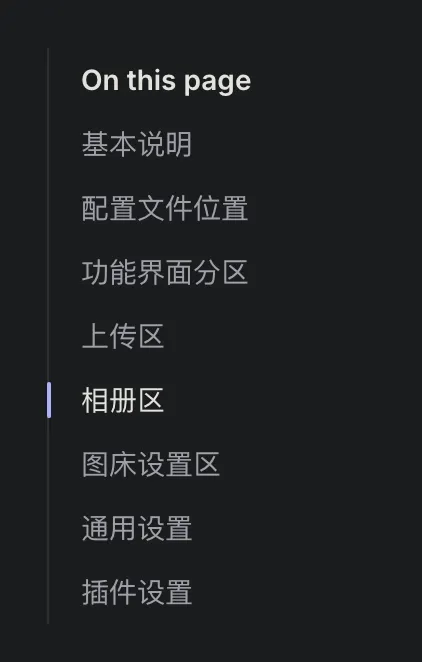 On this page
基本说明
配置文件位置
功能界面分区
上传区
相册区
图床设置区
通用设置
插件设置